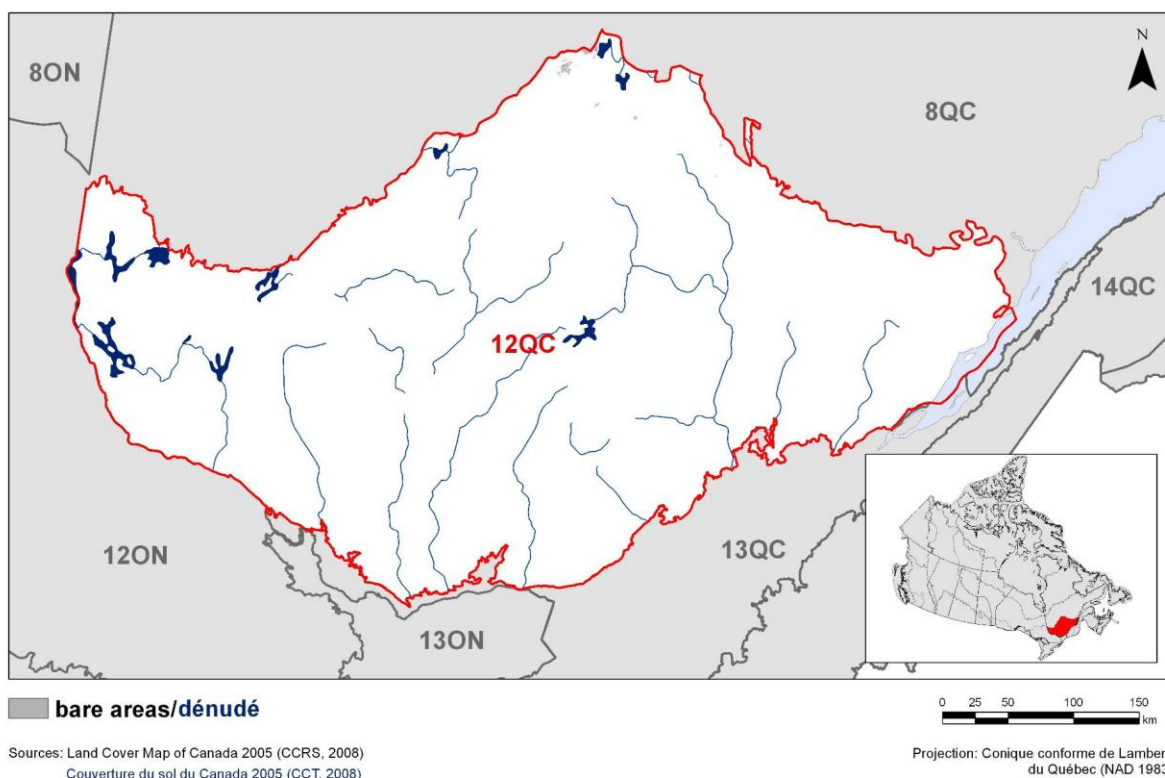 N
8ON
8QC
14QC
12QC
12ON
13QC
13ON
bare areas/dénudé
0 25 50 100 150
km
Sources: Land Cover Map of Canada 2005 (CCRS, 2008)
Couverture du sol du Canada 2005 (CCT, 2008)
Projection: Conique conforme de Lamber
du Québec (NAD 1983